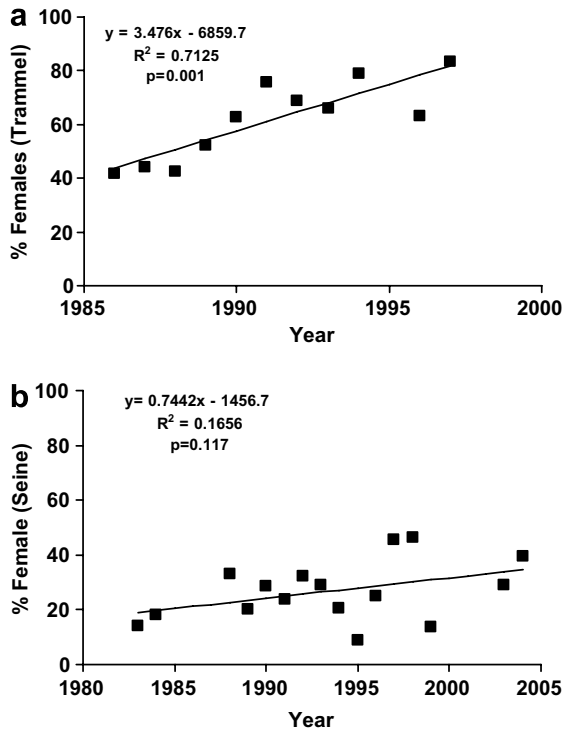 a
y = 3.476x - 6859.7
R² = 0.7125
p=0.001
% Females (Trammel)
100
80
60
40
20
0
1985 1990 1995 2000
Year
b
y= 0.7442x - 1456.7
R² = 0.1656
p=0.117
% Female (Seine)
100
80
60
40
20
0
1980 1985 1990 1995 2000 2005
Year